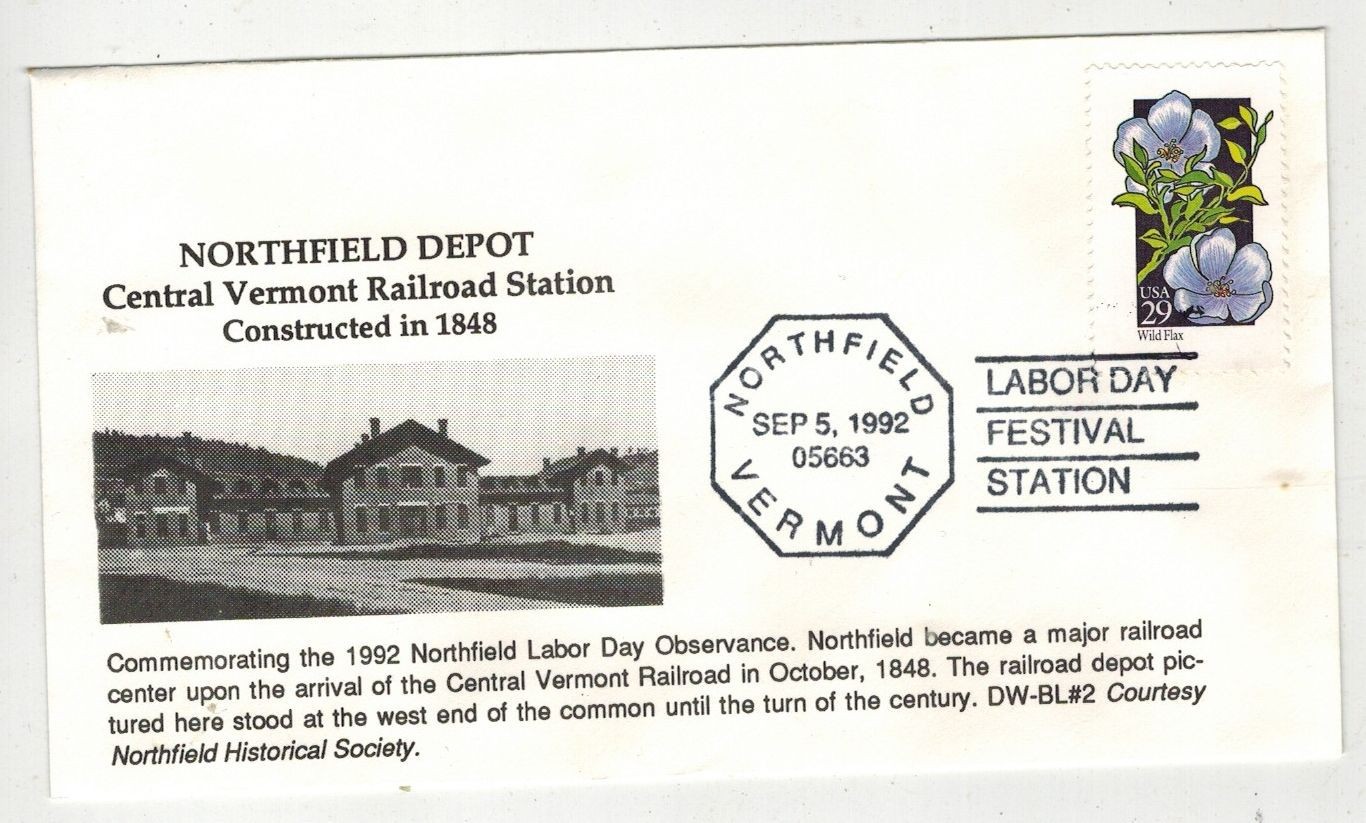 NORTHFIELD DEPOT
Central Vermont Railroad Station
Constructed in 1848
USA
29
Wild Flax
NORTHFIELD
SEP 5, 1992
05663
VERMONT
LABOR DAY
FESTIVAL
STATION
Commemorating the 1992 Northfield Labor Day Observance. Northfield became a major railroad
center upon the arrival of the Central Vermont Railroad in October, 1848. The railroad depot pic-
tured here stood at the west end of the common until the turn of the century. DW-BL#2 Courtesy
Northfield Historical Society.